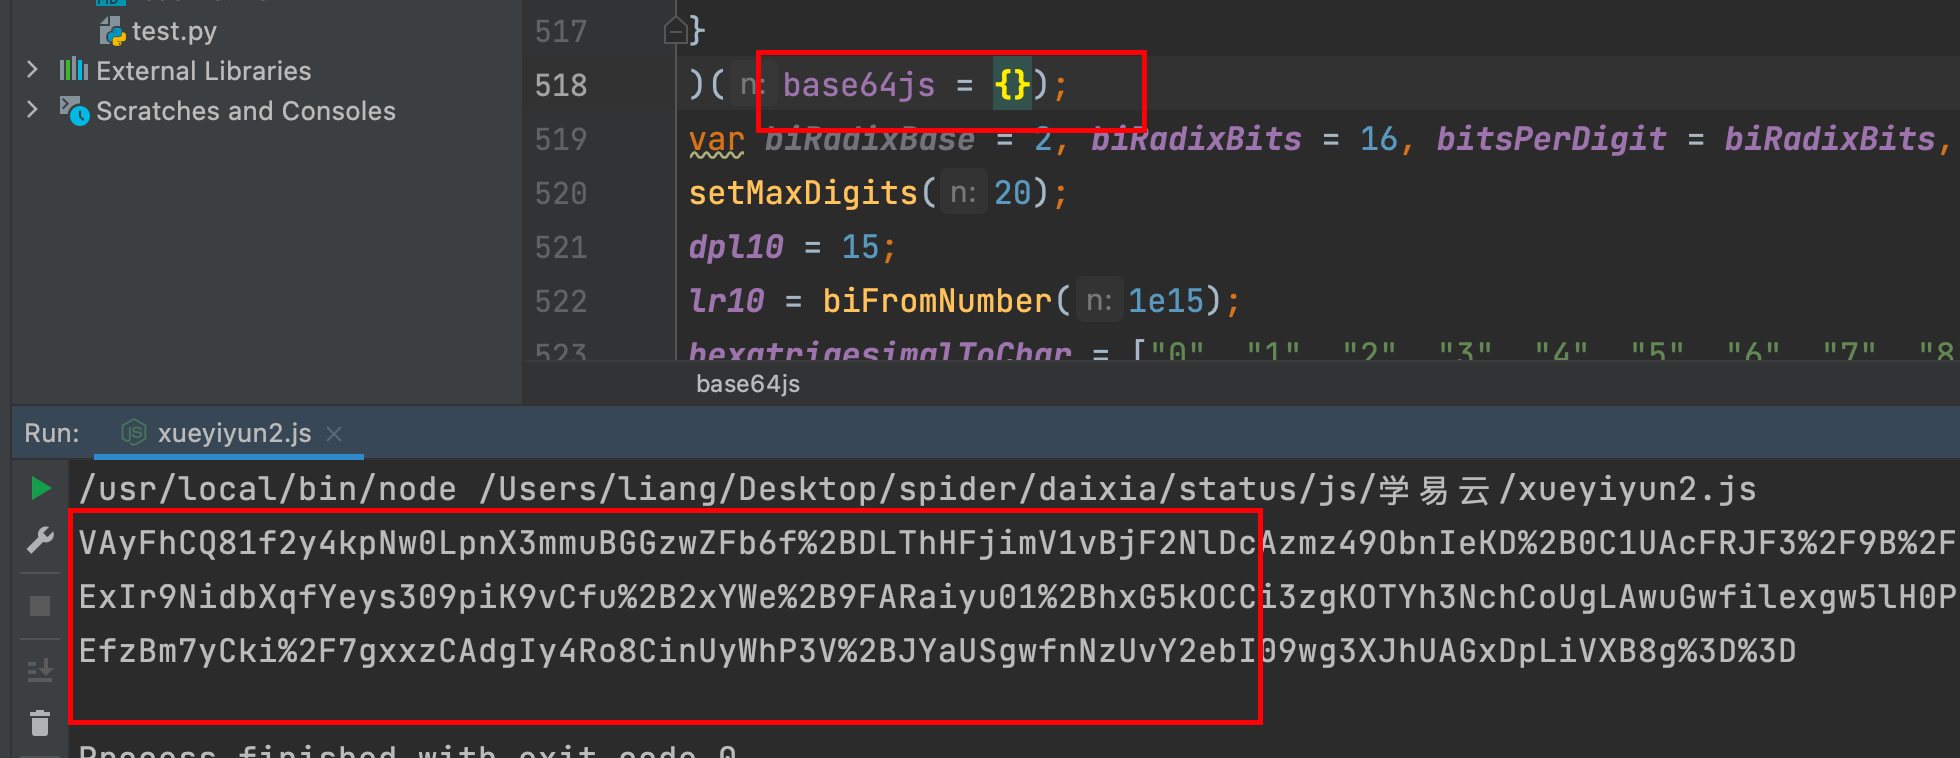 test.py
External Libraries
Scratches and Consoles
517 }
518 )( n: base64js = {});
519 var biRadixBase = 2, biRadixBits = 16, bitsPerDigit = biRadixBits,
520 setMaxDigits( n: 20);
521 dpl10 = 15;
522 lr10 = biFromNumber( n: 1e15);
523 hexatrigesimalToChar = ["0" "1" "2" "3" "4" "5" "6" "7" "8
base64js
Run: JS xueyiyun2.js
/usr/local/bin/node /Users/liang/Desktop/spider/daixia/status/js/学易云/xueyiyun2.js
VAyFhCQ81f2y4kpNw0LpnX3mmuBGGzwZFb6f%2BDLThHFjimV1vBjF2NlDcAzmz49ObnIeKD%2B0C1UAcFRJF3%2F9B%2F
ExIr9NidbXqfYeys309piK9vCfu%2B2xYWe%2B9FARaiyu01%2BhxG5kOCCi3zgKOTYh3NchCoUgLAwuGwfilexgw5lH0P
EfzBm7yCki%2F7gxxzCAdgIy4Ro8CinUyWhP3V%2BJYaUSgwfnNzUvY2ebI09wg3XJhUAGxDpLiVXB8g%3D%3D
Process finished with exit code 0